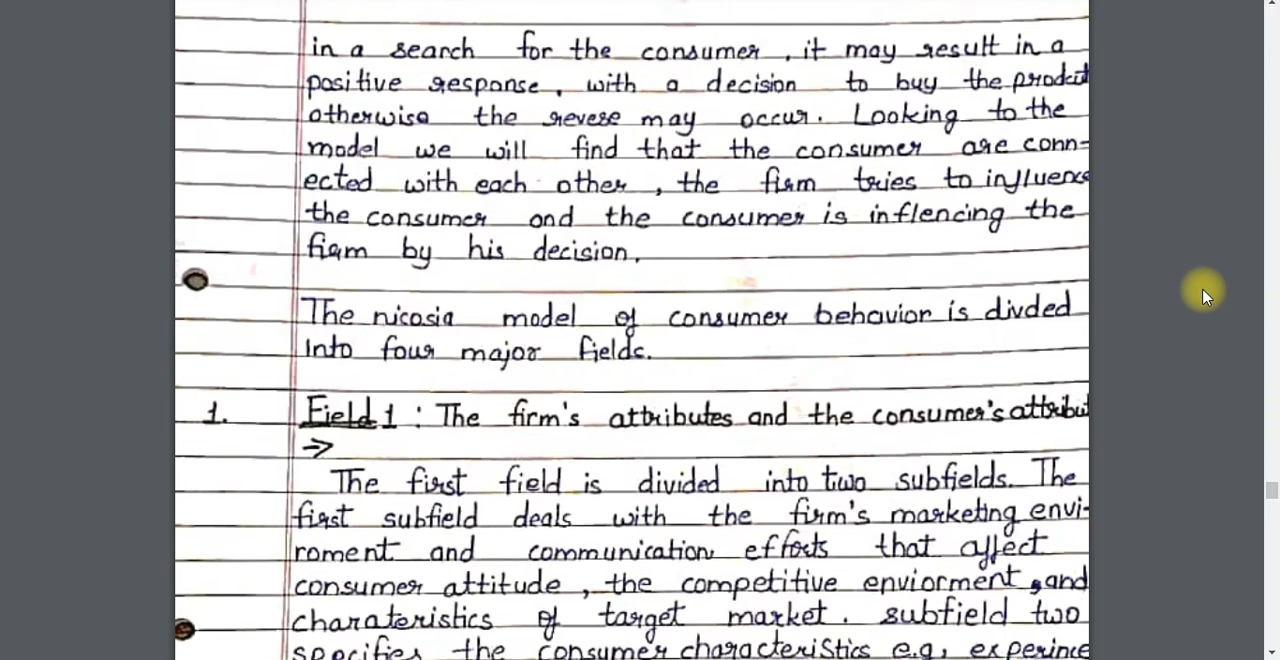 in a search for the consumer, it may result in a
positive response, with a decision to buy the product
otherwise the revese may occur. Looking to the
model we will find that the consumer are conn-
ected with each other, the firm tries to influence
the consumer and the consumer is inflencing the
firm by his decision.
The nicosia model of consumer behavior is divded
into four major fields.
1. Field 1 : The firm's attributes and the consumer's attribut
⇒
The first field is divided into two subfields. The
first subfield deals with the firm's marketing envi-
roment and communication efforts that affect
consumer attitude, the competitive enviorment, and
charateristics of target market. subfield two
specifies the consumer characteristics e.g, experince